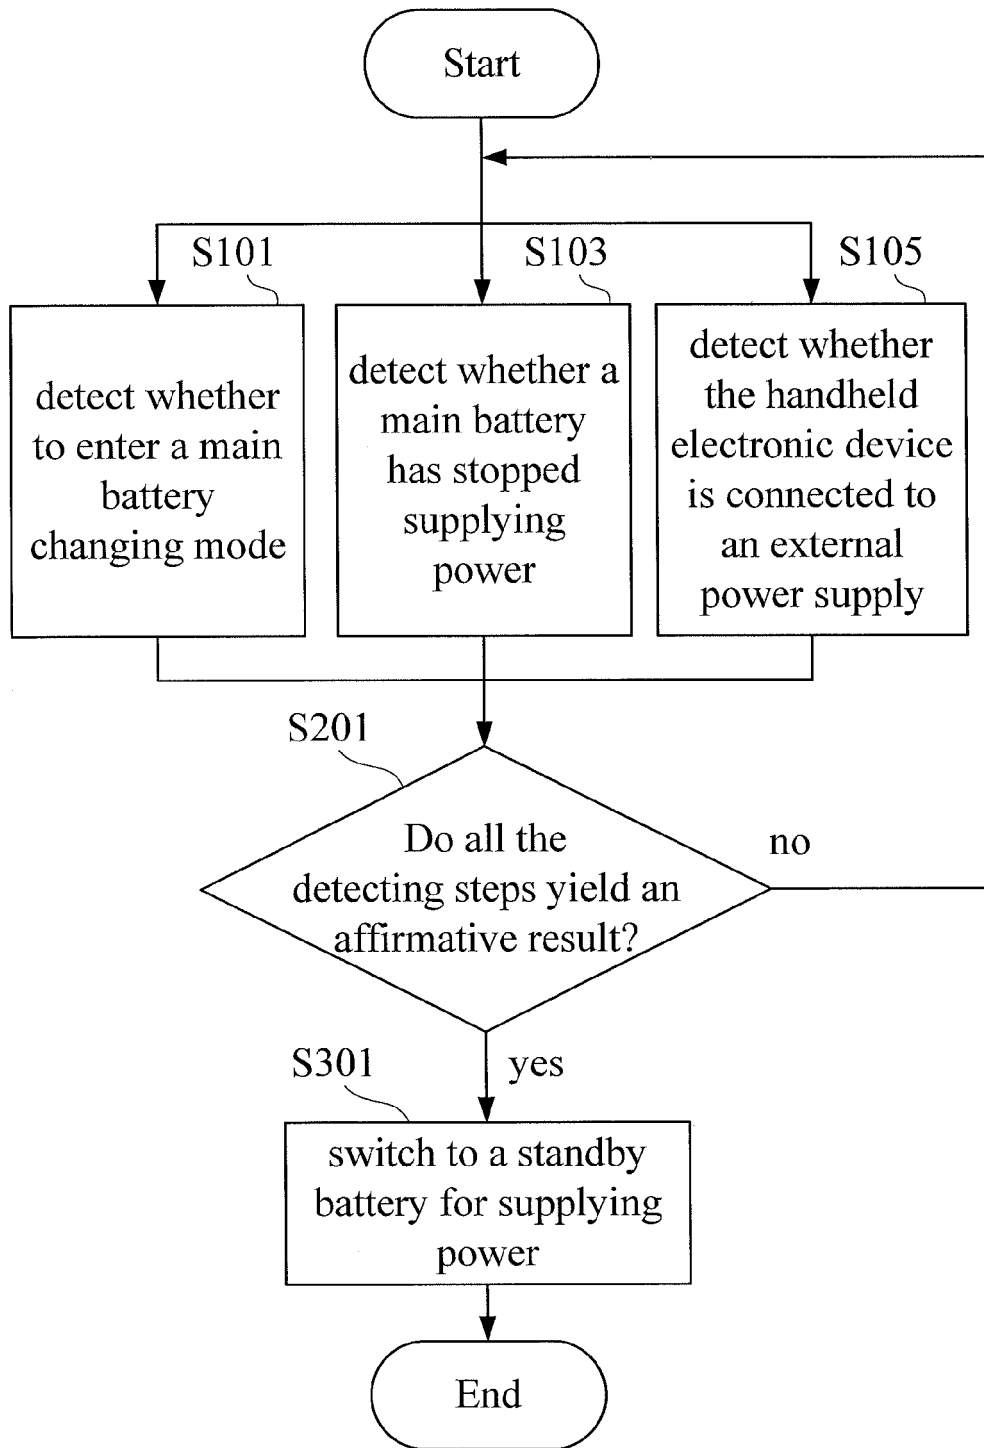 Start
S101
S103
S105
detect whether
to enter a main
battery
changing mode
detect whether a
main battery
has stopped
supplying
power
detect whether
the handheld
electronic device
is connected to
an external
power supply
S201
Do all the
detecting steps yield an
affirmative result?
no
S301
yes
switch to a standby
battery for supplying
power
End